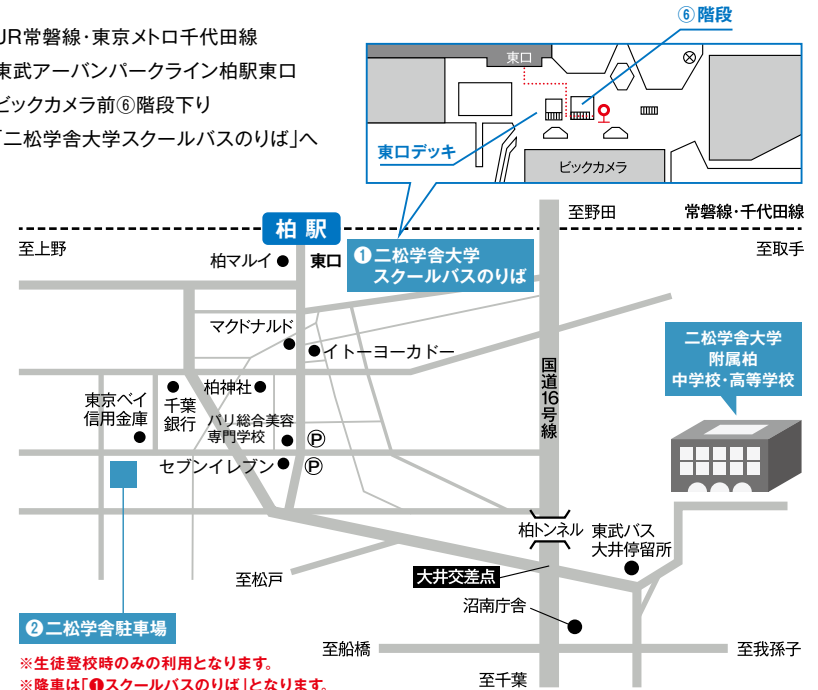 JR常磐線・東京メトロ千代田線
東武アーバンパークライン柏駅東口
ビックカメラ前⑥階段下り
「二松学舎大学スクールバスのりば」へ
⑥階段
東口
東口デッキ
ビックカメラ
至野田
常磐線・千代田線
柏駅
至上野
至取手
柏マルイ
東口
❶二松学舎大学
スクールバスのりば
マクドナルド
イトーヨーカドー
二松学舎大学
附属柏
中学校・高等学校
国道16号線
東京ベイ
信用金庫
千葉
銀行
柏神社
パリ総合美容
専門学校
Ⓟ
セブンイレブン
Ⓟ
柏トンネル
東武バス
大井停留所
至松戸
大井交差点
沼南庁舎
❷二松学舎駐車場
至船橋
至我孫子
至千葉
※生徒登校時のみの利用となります。
※降車は「❶スクールバスのりば」となります。